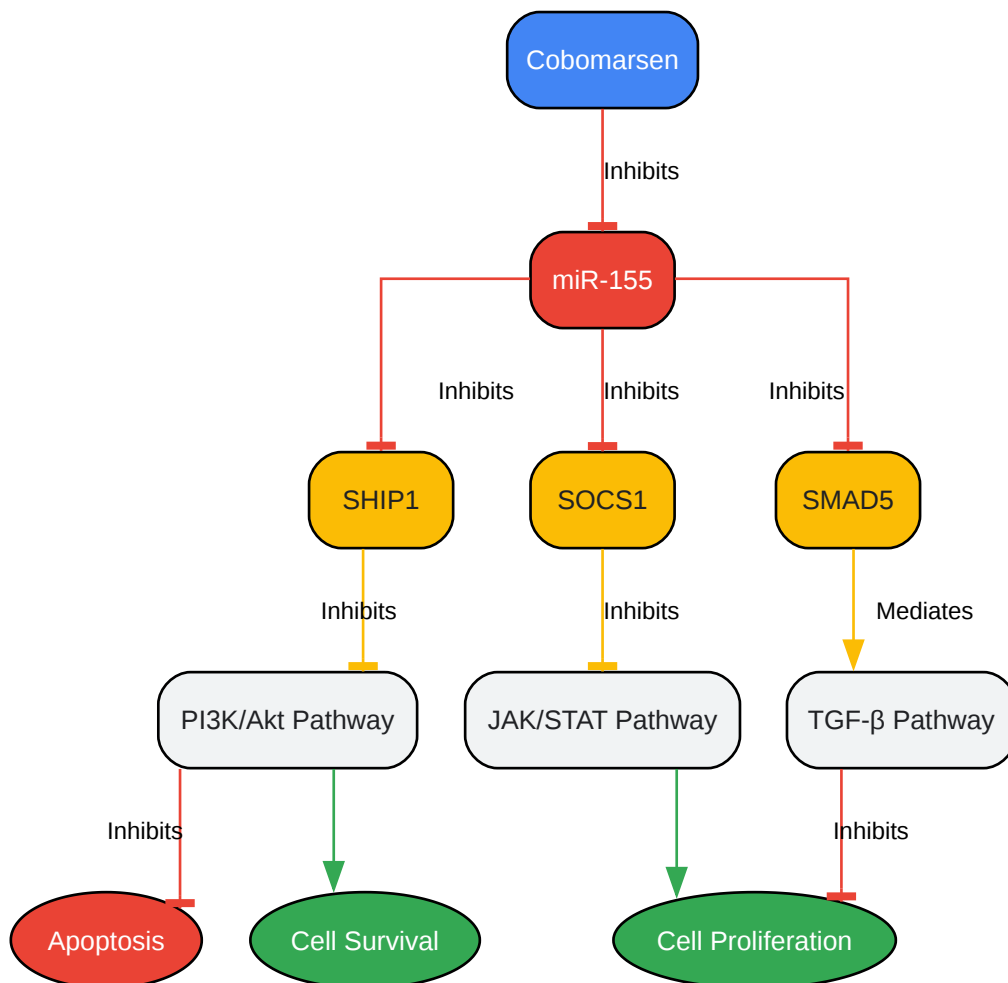 Cobomarsen
Inhibits
miR-155
Inhibits
Inhibits
Inhibits
SHIP1
SOCS1
SMAD5
Inhibits
Inhibits
Mediates
PI3K/Akt Pathway
JAK/STAT Pathway
TGF-β Pathway
Inhibits
Inhibits
Apoptosis
Cell Survival
Cell Proliferation